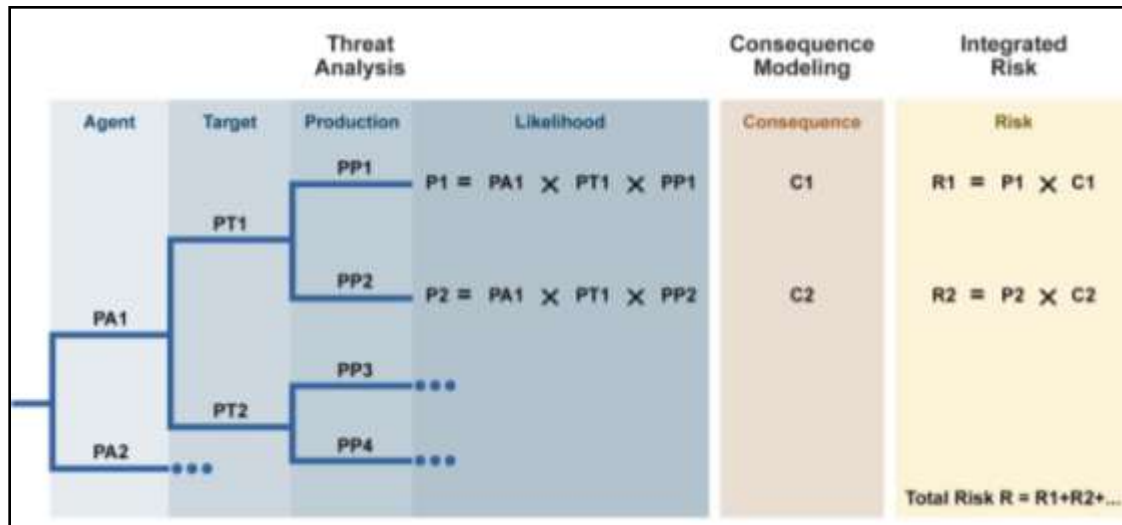 Threat
Analysis
Consequence
Modeling
Integrated
Risk
Agent
Target
Production
Likelihood
Consequence
Risk
PP1
P1 = PA1 × PT1 × PP1
C1
R1 = P1 × C1
PT1
PP2
P2 = PA1 × PT1 × PP2
C2
R2 = P2 × C2
PA1
PP3
PT2
PP4
PA2
Total Risk R = R1+R2+...